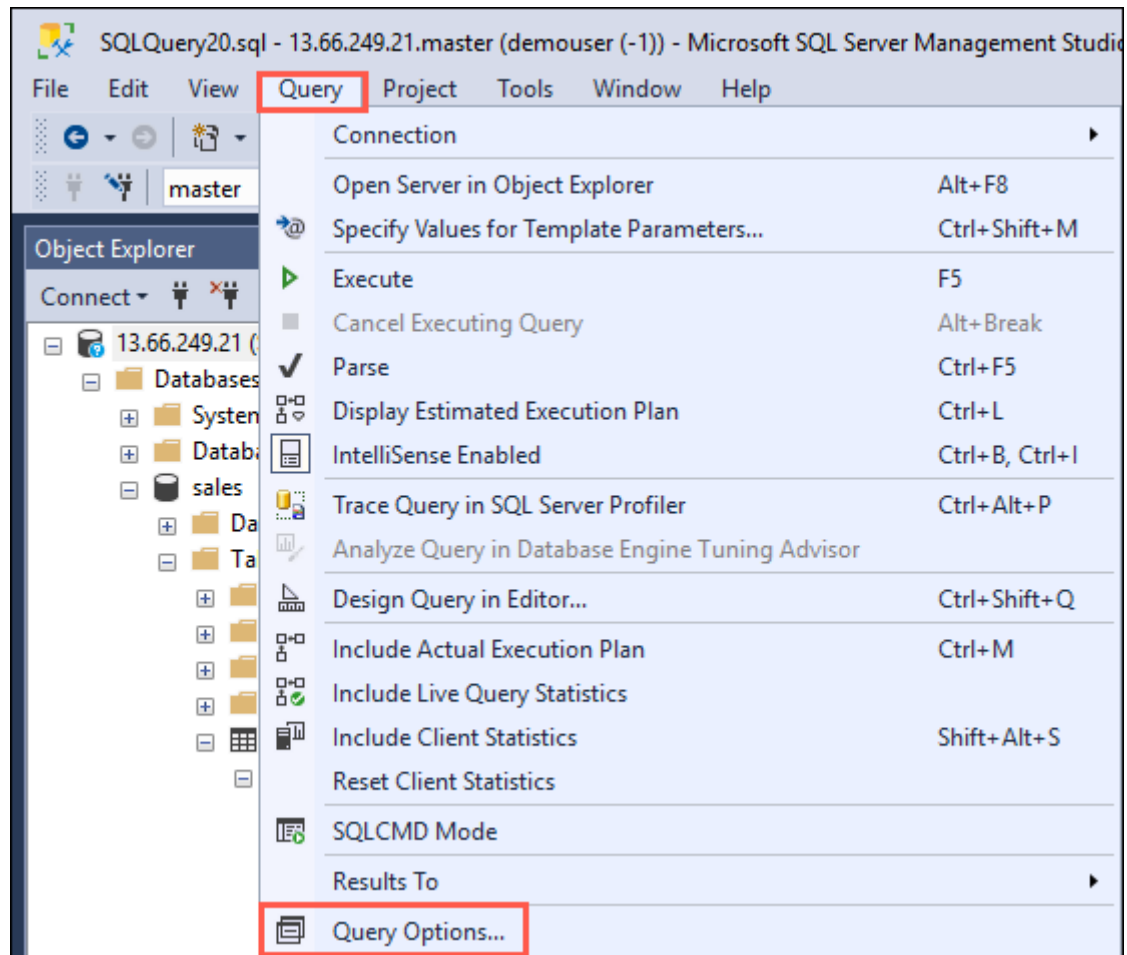 SQLQuery20.sql - 13.66.249.21.master (demouser (-1)) - Microsoft SQL Server Management Studio
File Edit View Query Project Tools Window Help
master
Object Explorer
Connect
13.66.249.21 (
Databases
System
Databa
sales
Da
Ta
Connection
Open Server in Object Explorer Alt+F8
Specify Values for Template Parameters... Ctrl+Shift+M
Execute F5
Cancel Executing Query Alt+Break
Parse Ctrl+F5
Display Estimated Execution Plan Ctrl+L
IntelliSense Enabled Ctrl+B, Ctrl+I
Trace Query in SQL Server Profiler Ctrl+Alt+P
Analyze Query in Database Engine Tuning Advisor
Design Query in Editor... Ctrl+Shift+Q
Include Actual Execution Plan Ctrl+M
Include Live Query Statistics
Include Client Statistics Shift+Alt+S
Reset Client Statistics
SQLCMD Mode
Results To
Query Options...